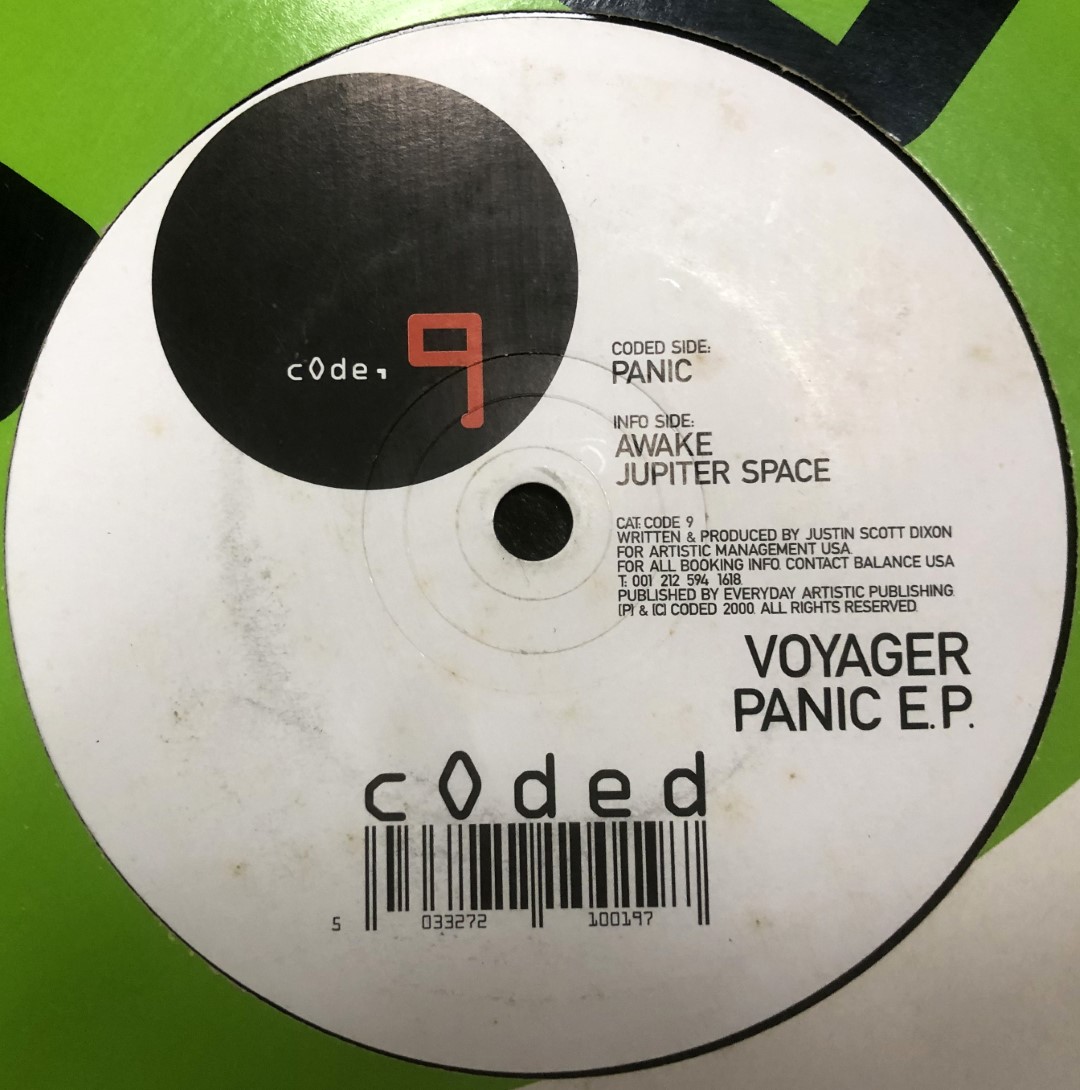 c0de, 9
CODED SIDE:
PANIC
INFO SIDE:
AWAKE
JUPITER SPACE
CAT: CODE 9
WRITTEN & PRODUCED BY JUSTIN SCOTT DIXON
FOR ARTISTIC MANAGEMENT USA.
FOR ALL BOOKING INFO. CONTACT BALANCE USA
T: 001 212 594 1618.
PUBLISHED BY EVERYDAY ARTISTIC PUBLISHING.
(P) & (C) CODED 2000. ALL RIGHTS RESERVED.
VOYAGER
PANIC E.P.
c0ded
5 033272 100197